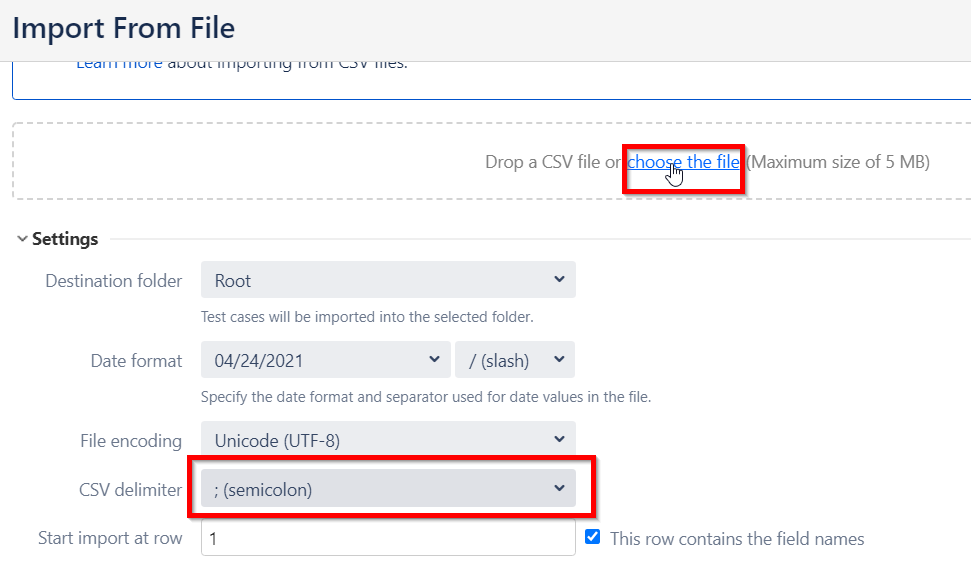 Import From File
Learn more about importing from CSV files.
Drop a CSV file or choose the file (Maximum size of 5 MB)
Settings
Destination folder Root
Test cases will be imported into the selected folder.
Date format 04/24/2021 / (slash)
Specify the date format and separator used for date values in the file.
File encoding Unicode (UTF-8)
CSV delimiter ; (semicolon)
Start import at row 1 This row contains the field names